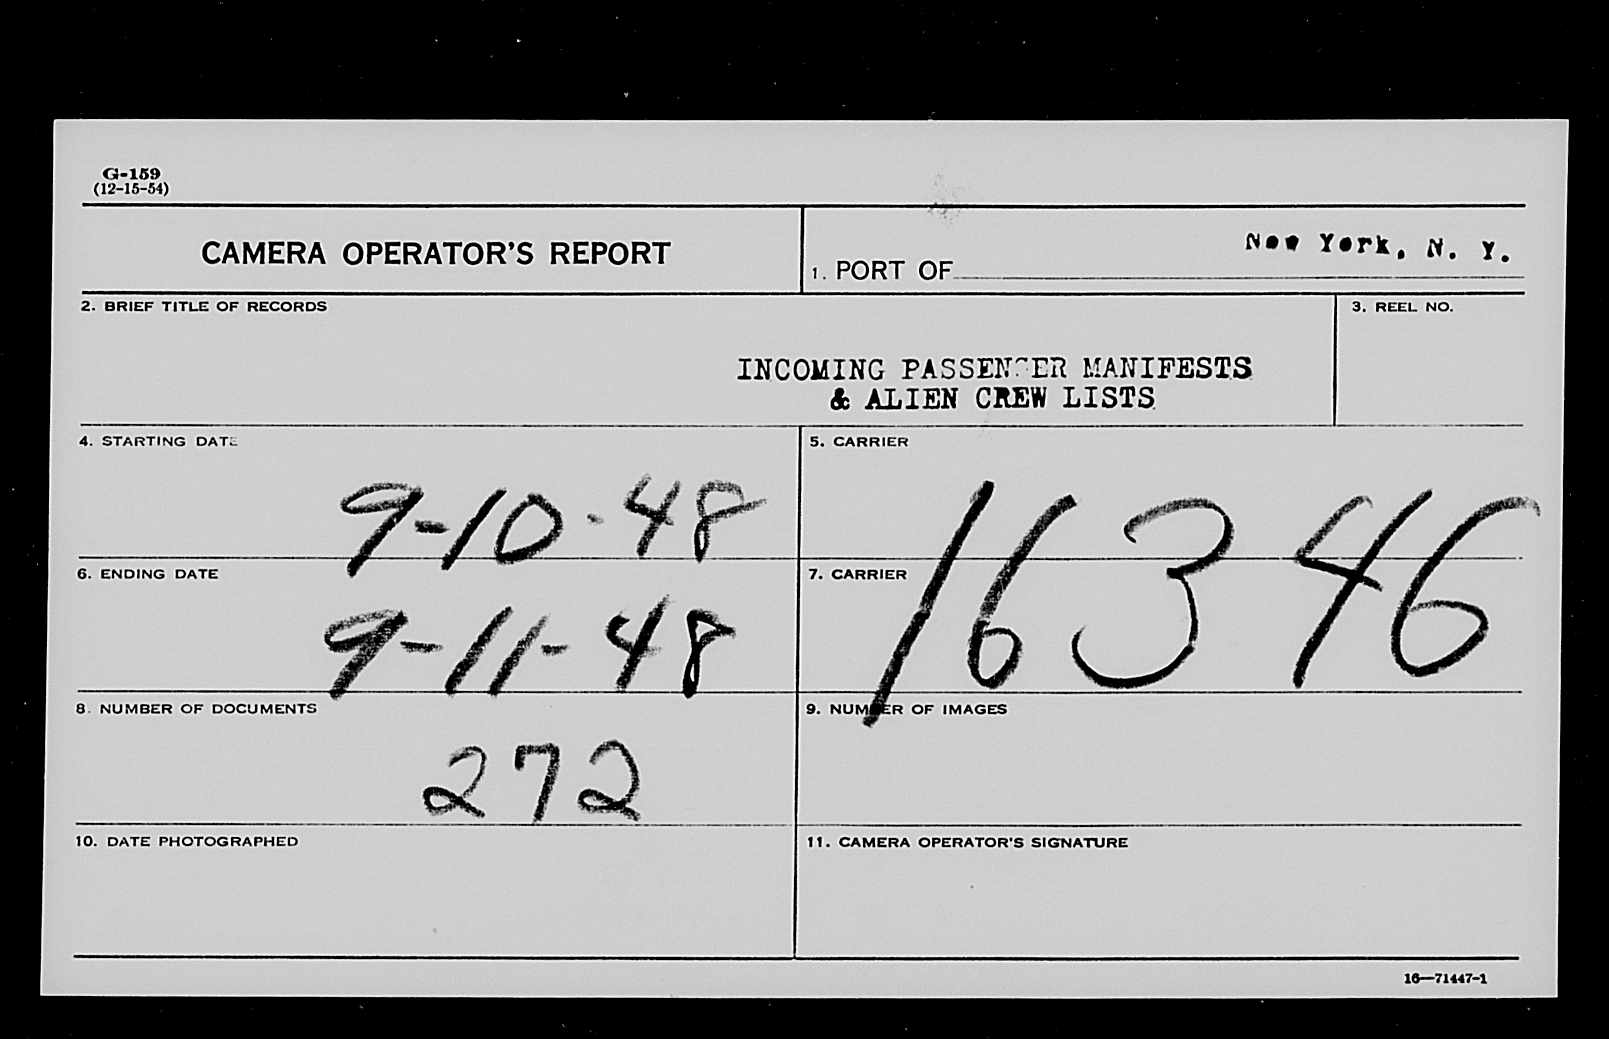 G-159
(12-15-54)
CAMERA OPERATOR'S REPORT
1. PORT OF New York, N. Y.
2. BRIEF TITLE OF RECORDS
3. REEL NO.
INCOMING PASSENGER MANIFESTS
& ALIEN CREW LISTS
4. STARTING DATE
9-10-48
5. CARRIER
16346
6. ENDING DATE
9-11-48
7. CARRIER
8. NUMBER OF DOCUMENTS
272
9. NUMBER OF IMAGES
10. DATE PHOTOGRAPHED
11. CAMERA OPERATOR'S SIGNATURE
16—71447-1